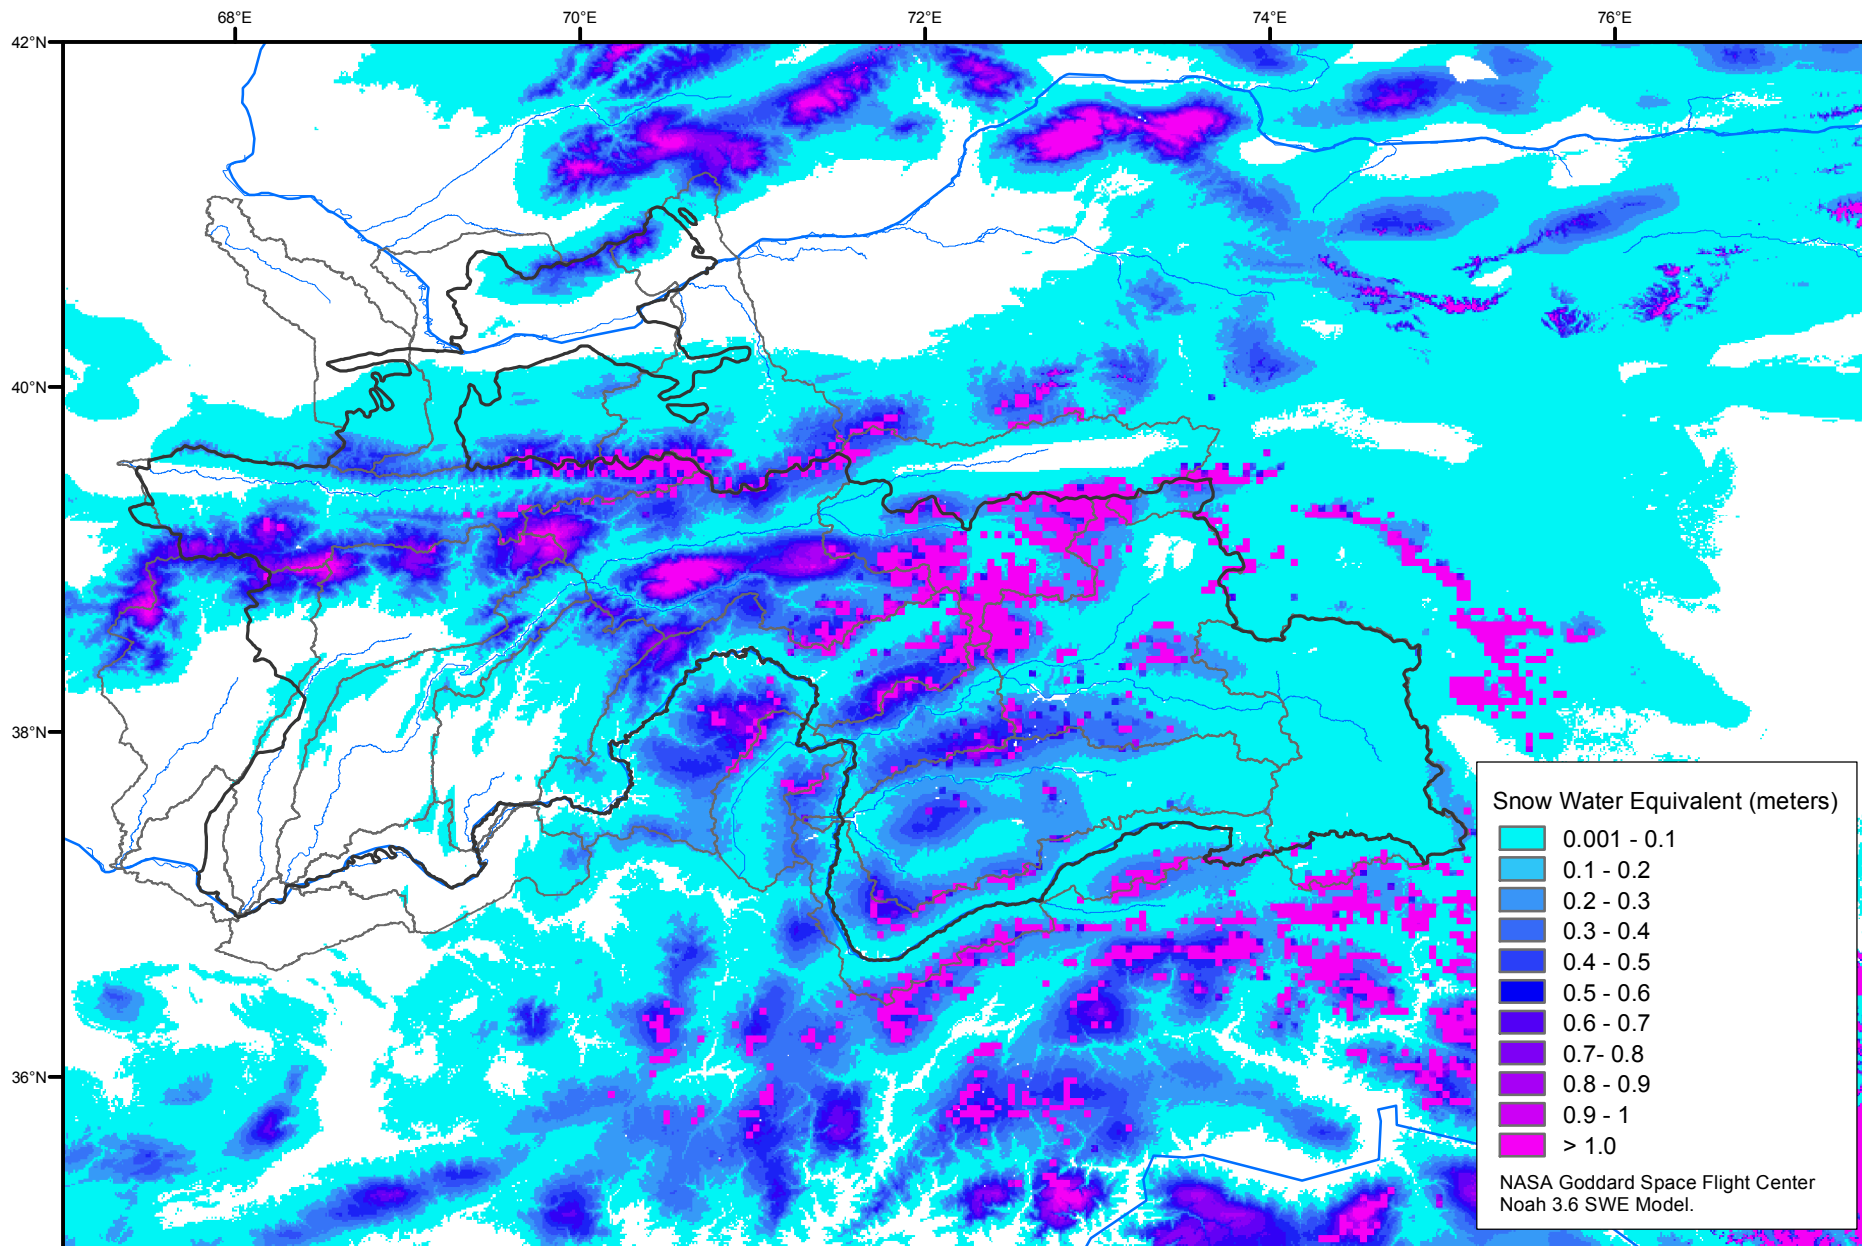 68°E 70°E 72°E 74°E 76°E
42°N
40°N
38°N
36°N
Snow Water Equivalent (meters)
0.001 - 0.1
0.1 - 0.2
0.2 - 0.3
0.3 - 0.4
0.4 - 0.5
0.5 - 0.6
0.6 - 0.7
0.7- 0.8
0.8 - 0.9
0.9 - 1
> 1.0
NASA Goddard Space Flight Center
Noah 3.6 SWE Model.